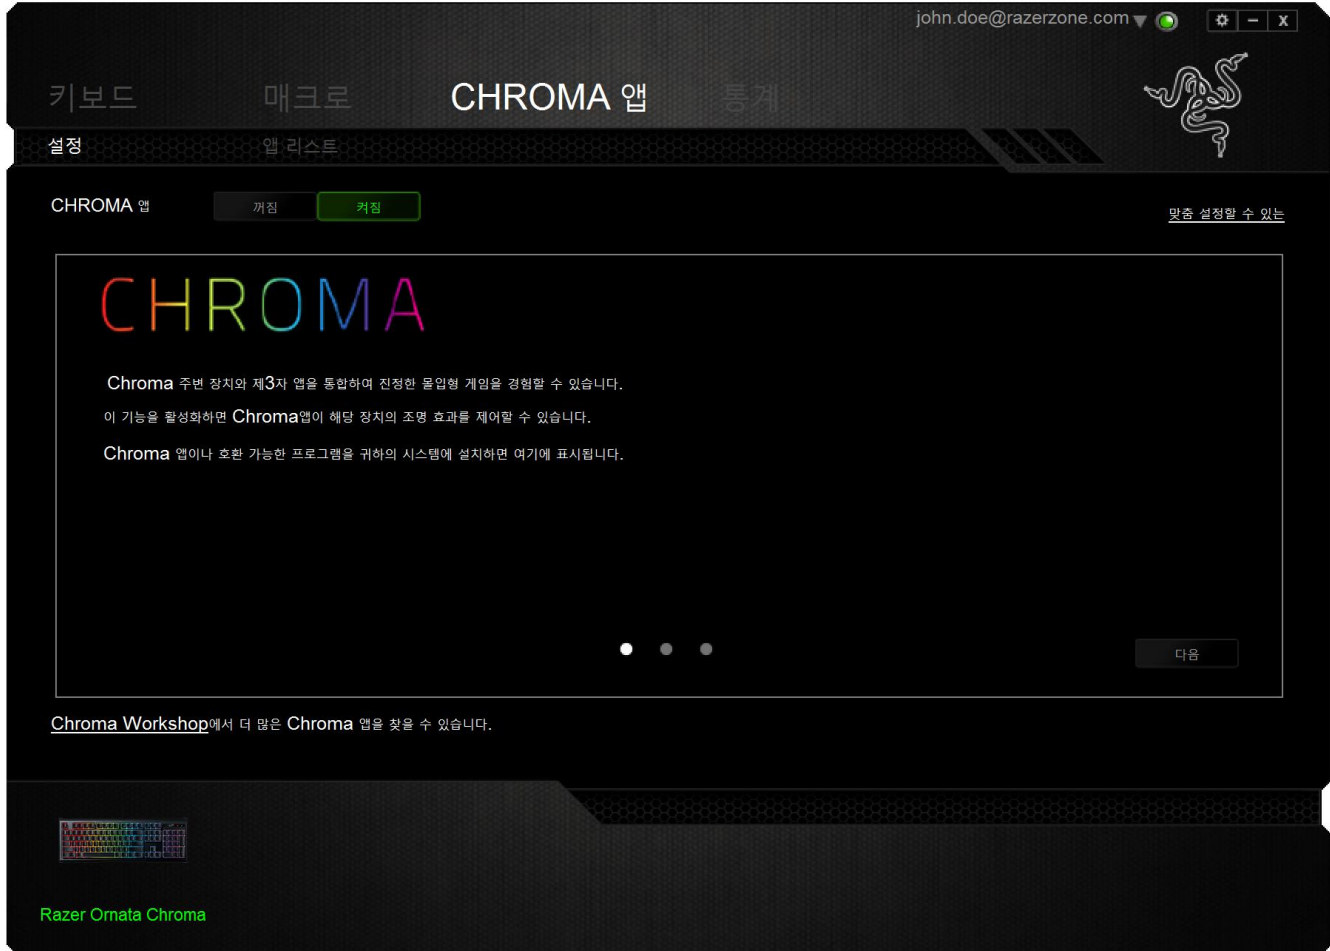 john.doe@razerzone.com
키보드 매크로 CHROMA 앱 통계
설정 앱 리스트
CHROMA 앱 꺼짐 켜짐
맞춤 설정할 수 있는
CHROMA
Chroma 주변 장치와 제3자 앱을 통합하여 진정한 몰입형 게임을 경험할 수 있습니다.
이 기능을 활성화하면 Chroma앱이 해당 장치의 조명 효과를 제어할 수 있습니다.
Chroma 앱이나 호환 가능한 프로그램을 귀하의 시스템에 설치하면 여기에 표시됩니다.
다음
Chroma Workshop에서 더 많은 Chroma 앱을 찾을 수 있습니다.
Razer Ornata Chroma